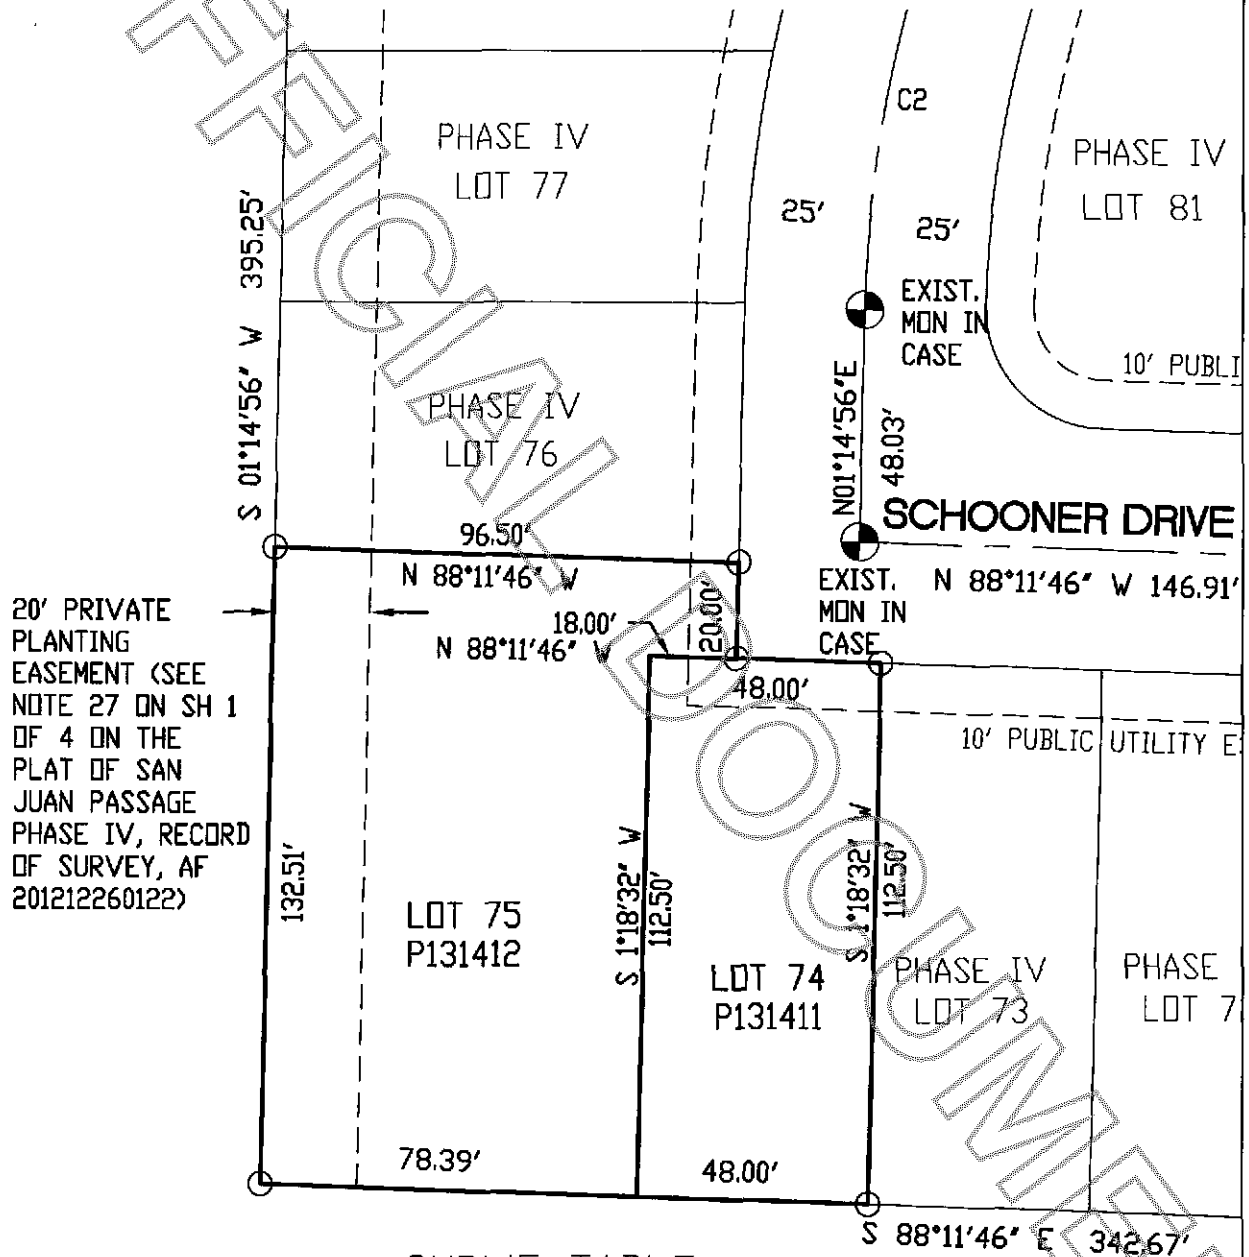 PHASE IV
LOT 77
C2
PHASE IV
LOT 81
25'
25'
S 01°14'56" W 395.25'
EXIST.
MON IN
CASE
10' PUBLI
N01°14'56"E
48.03'
PHASE IV
LOT 76
SCHOONER DRIVE
96.50'
N 88°11'46" W
EXIST.
MON IN
CASE
N 88°11'46" W 146.91'
20' PRIVATE
PLANTING
EASEMENT (SEE
NOTE 27 ON SH 1
OF 4 ON THE
PLAT OF SAN
JUAN PASSAGE
PHASE IV, RECORD
OF SURVEY, AF
201212260122)
18.00'
N 88°11'46" W
20.00'
48.00'
10' PUBLIC UTILITY E
132.51'
S 1°18'32" W
112.50'
S 1°18'32" W
112.50'
LOT 75
P131412
LOT 74
P131411
PHASE IV
LOT 73
PHASE
LOT 7
78.39'
48.00'
S 88°11'46" E 342.67'
FFICIAL DOCUME